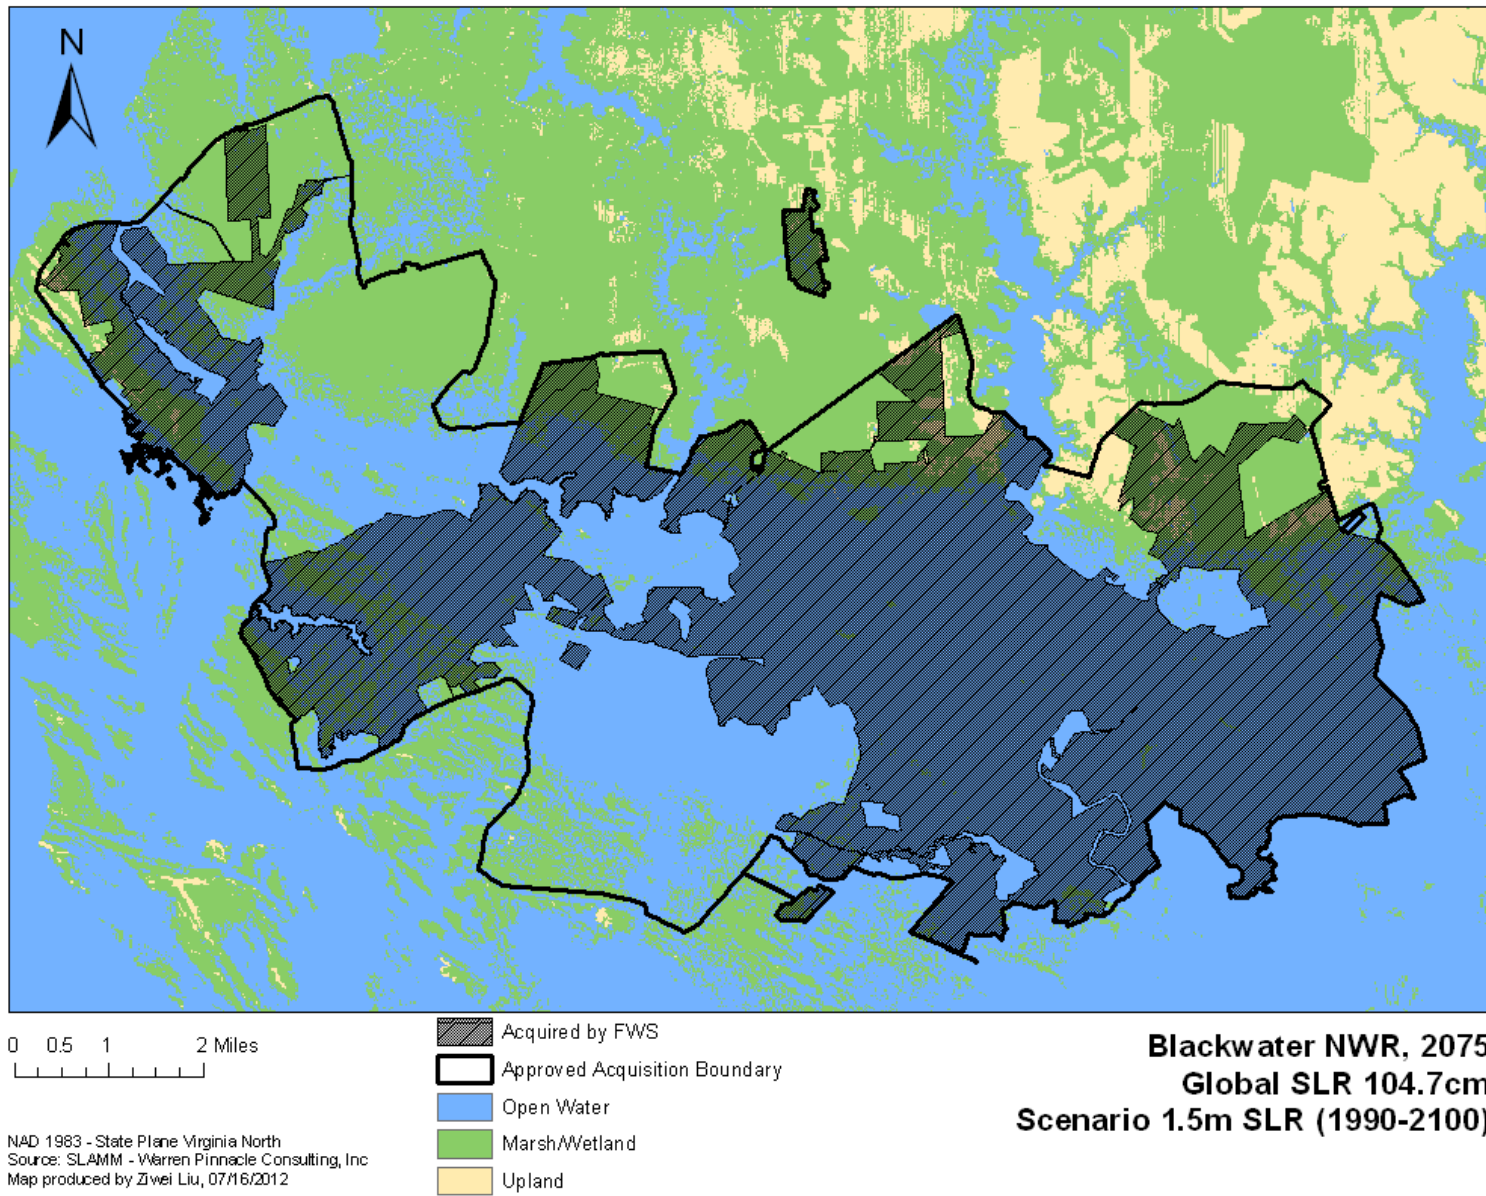 N
0 0.5 1 2 Miles
Acquired by FWS
Approved Acquisition Boundary
Open Water
Marsh/Wetland
Upland
Blackwater NWR, 2075
Global SLR 104.7cm
Scenario 1.5m SLR (1990-2100)
NAD 1983 - State Plane Virginia North
Source: SLAMM - Warren Pinnacle Consulting, Inc
Map produced by Ziwei Liu, 07/16/2012